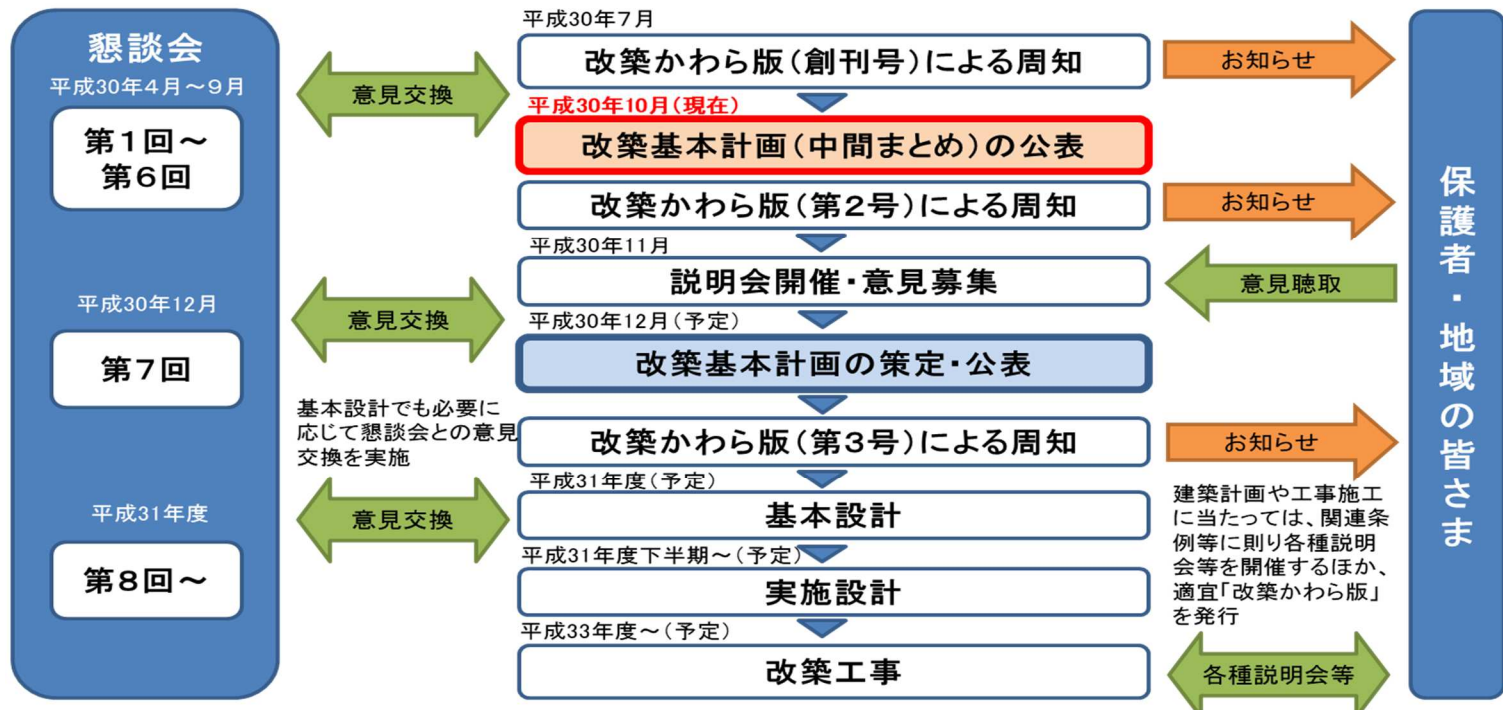 懇談会
平成30年4月~9月
第1回~
第6回
平成30年12月
第7回
平成31年度
第8回~
意見交換
意見交換
基本設計でも必要に
応じて懇談会との意見
交換を実施
意見交換
平成30年7月
改築かわら版(創刊号)による周知
平成30年10月(現在)
改築基本計画(中間まとめ)の公表
改築かわら版(第2号)による周知
平成30年11月
説明会開催・意見募集
平成30年12月(予定)
改築基本計画の策定・公表
改築かわら版(第3号)による周知
平成31年度(予定)
基本設計
平成31年度下半期~(予定)
実施設計
平成33年度~(予定)
改築工事
お知らせ
お知らせ
意見聴取
お知らせ
建築計画や工事施工
に当たっては、関連条
例等に則り各種説明
会等を開催するほか、
適宜「改築かわら版」
を発行
各種説明会等
保護者・地域の皆さま